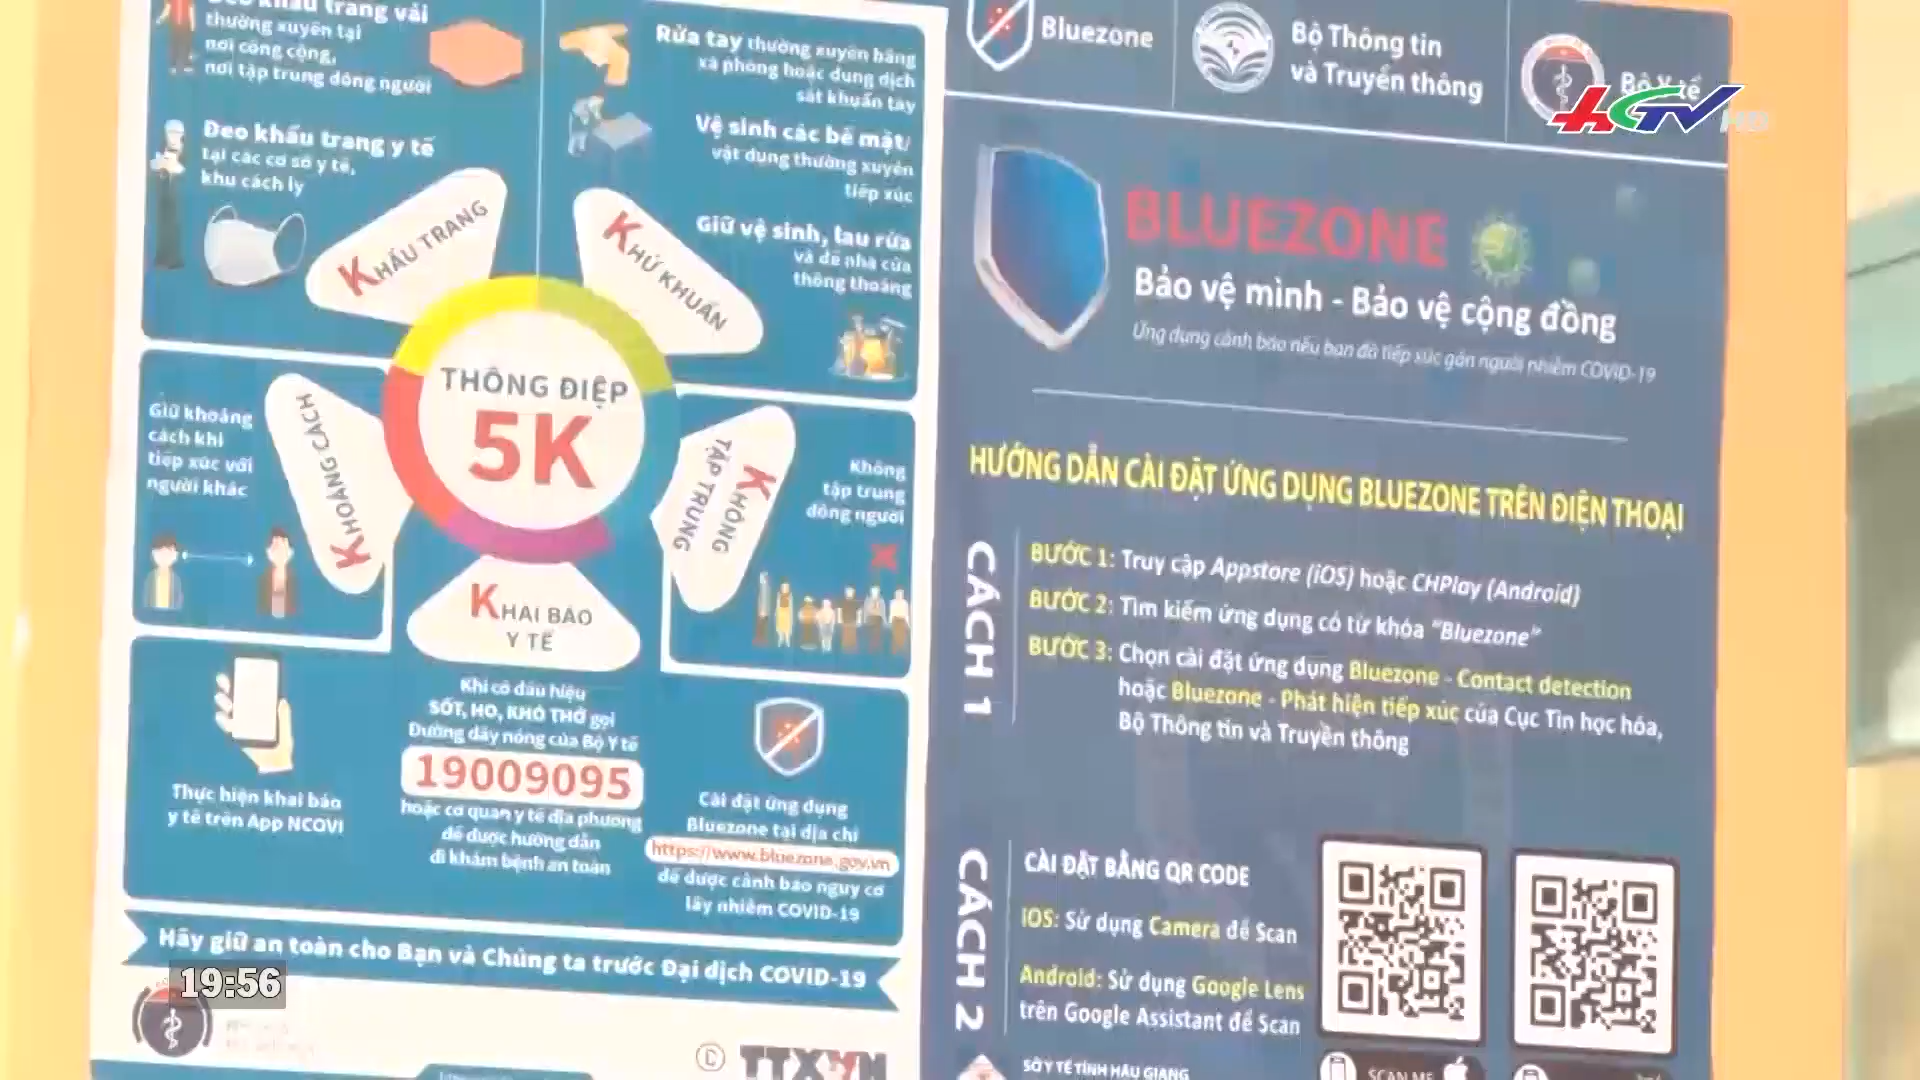 Đeo khẩu trang vải
thường xuyên tại
nơi công cộng,
nơi tập trung đông người
Đeo khẩu trang y tế
tại các cơ sở y tế,
khu cách ly
KHẨU TRANG
Rửa tay thường xuyên bằng
xà phòng hoặc dung dịch
sát khuẩn tay
Vệ sinh các bề mặt/
vật dụng thường xuyên
tiếp xúc
Giữ vệ sinh, lau rửa
và để nhà cửa
thông thoáng
KHỬ KHUẨN
THÔNG ĐIỆP
5K
Giữ khoảng
cách khi
tiếp xúc với
người khác
KHOẢNG CÁCH
KHÔNG
TẬP TRUNG
Không
tập trung
đông người
KHAI BÁO
Y TẾ
Thực hiện khai báo
y tế trên App NCOVI
Khi có dấu hiệu
SỐT, HO, KHÓ THỞ gọi
Đường dây nóng của Bộ Y tế
19009095
hoặc cơ quan y tế địa phương
để được hướng dẫn
đi khám bệnh an toàn
Cài đặt ứng dụng
Bluezone tại địa chỉ
https://www.bluezone.gov.vn
để được cảnh báo nguy cơ
lây nhiễm COVID-19
Hãy giữ an toàn cho Bạn và Chúng ta trước Đại dịch COVID-19
19:56
© TTXVN
Bluezone
Bộ Thông tin
và Truyền thông
Bộ Y tế
HGTV HD
BLUEZONE
Bảo vệ mình - Bảo vệ cộng đồng
Ứng dụng cảnh báo nếu bạn đã tiếp xúc gần người nhiễm COVID-19
HƯỚNG DẪN CÀI ĐẶT ỨNG DỤNG BLUEZONE TRÊN ĐIỆN THOẠI
CÁCH 1
BƯỚC 1: Truy cập Appstore (iOS) hoặc CHPlay (Android)
BƯỚC 2: Tìm kiếm ứng dụng có từ khóa "Bluezone"
BƯỚC 3: Chọn cài đặt ứng dụng Bluezone - Contact detection
hoặc Bluezone - Phát hiện tiếp xúc của Cục Tin học hóa,
Bộ Thông tin và Truyền thông
CÁCH 2
CÀI ĐẶT BẰNG QR CODE
iOS: Sử dụng Camera để Scan
Android: Sử dụng Google Lens
trên Google Assistant để Scan
SCAN ME
SỞ Y TẾ TỈNH HẬU GIANG